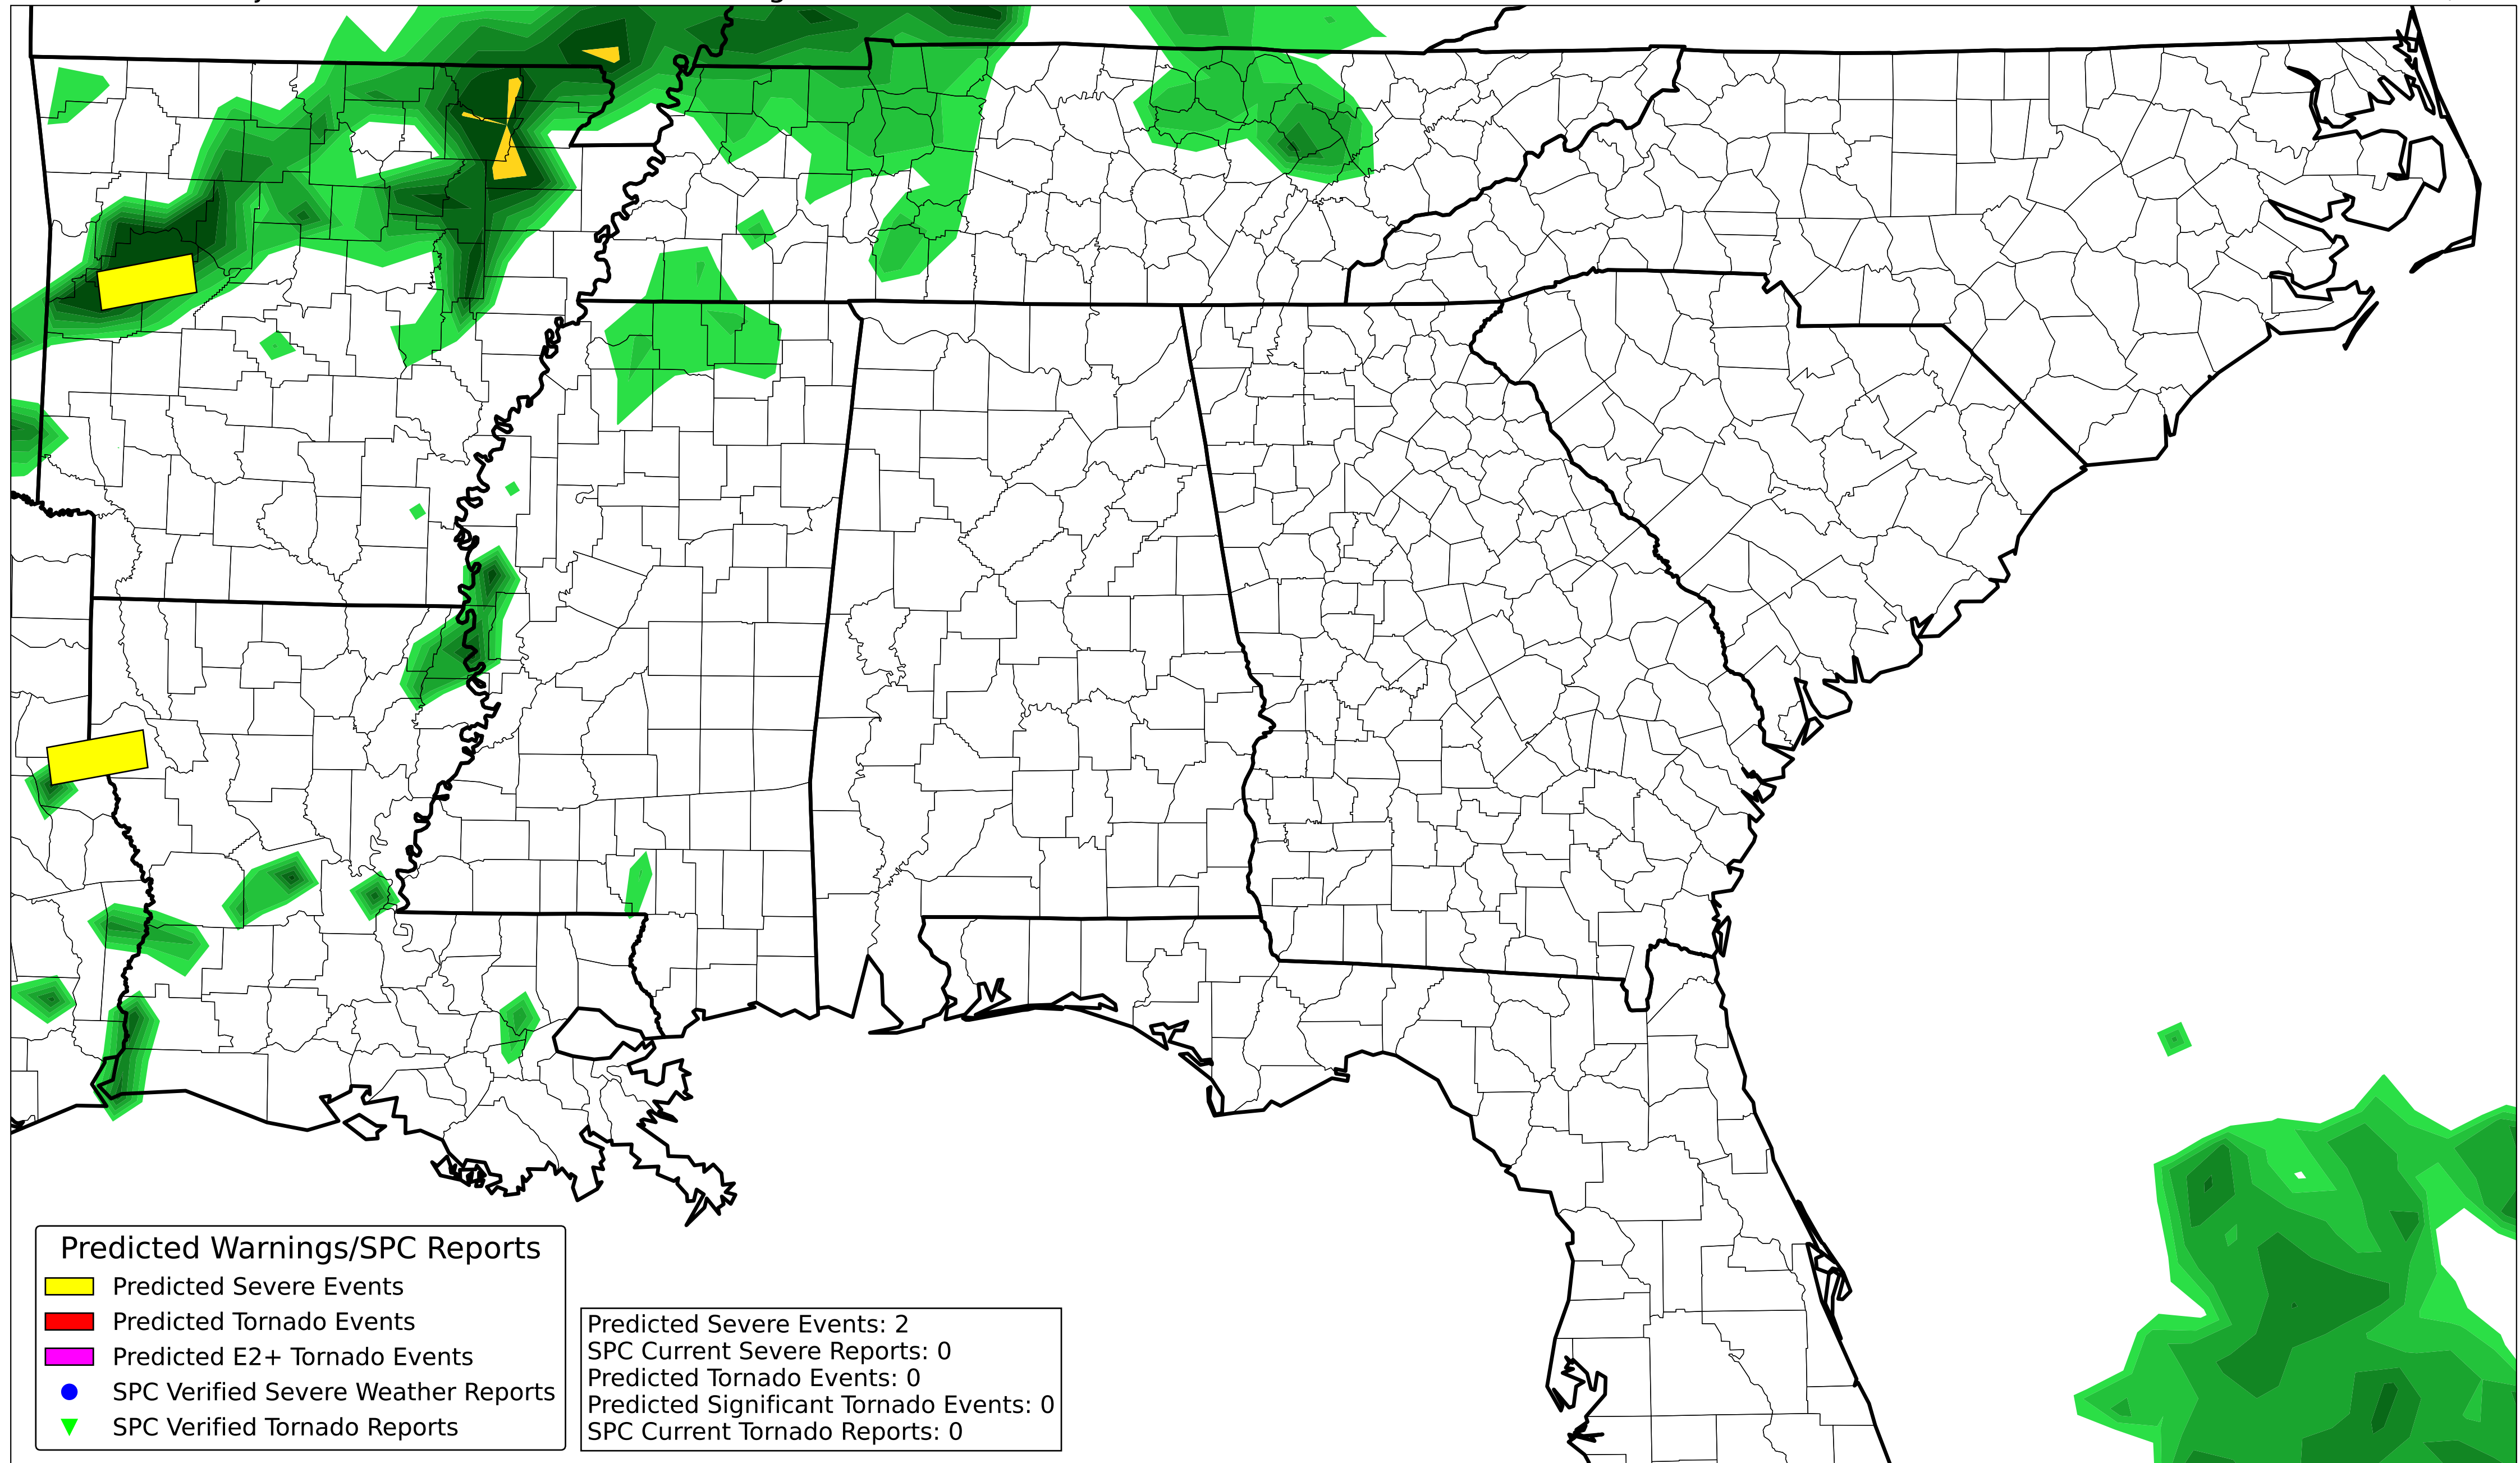 Predicted Warnings/SPC Reports
Predicted Severe Events
Predicted Tornado Events
Predicted E2+ Tornado Events
SPC Verified Severe Weather Reports
SPC Verified Tornado Reports
Predicted Severe Events: 2
SPC Current Severe Reports: 0
Predicted Tornado Events: 0
Predicted Significant Tornado Events: 0
SPC Current Tornado Reports: 0